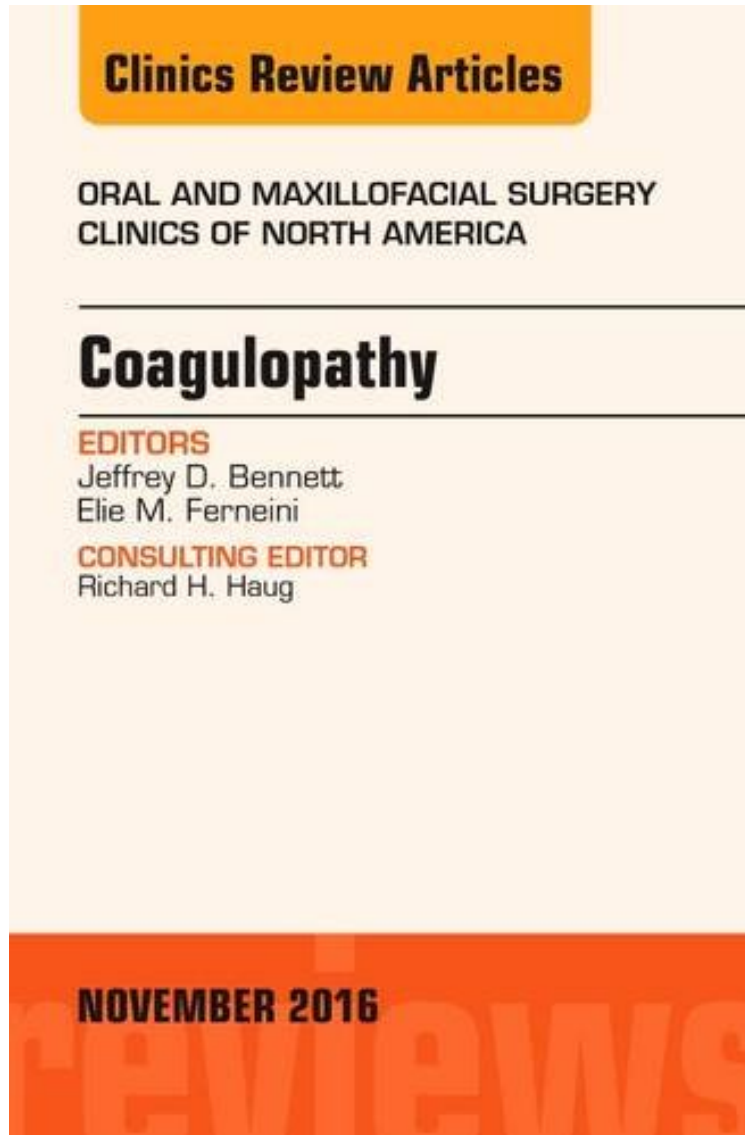 Clinics Review Articles
ORAL AND MAXILLOFACIAL SURGERY
CLINICS OF NORTH AMERICA
Coagulopathy
EDITORS
Jeffrey D. Bennett
Elie M. Ferneini
CONSULTING EDITOR
Richard H. Haug
NOVEMBER 2016
reviews